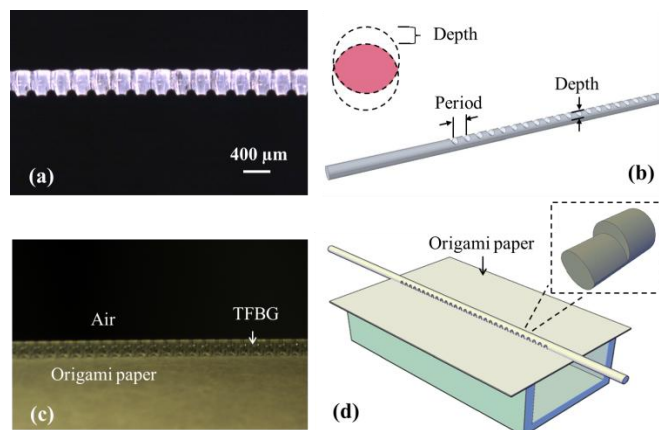 (a)
400 µm
Depth
Depth
Period
(b)
Air
TFBG
Origami paper
(c)
Origami paper
(d)